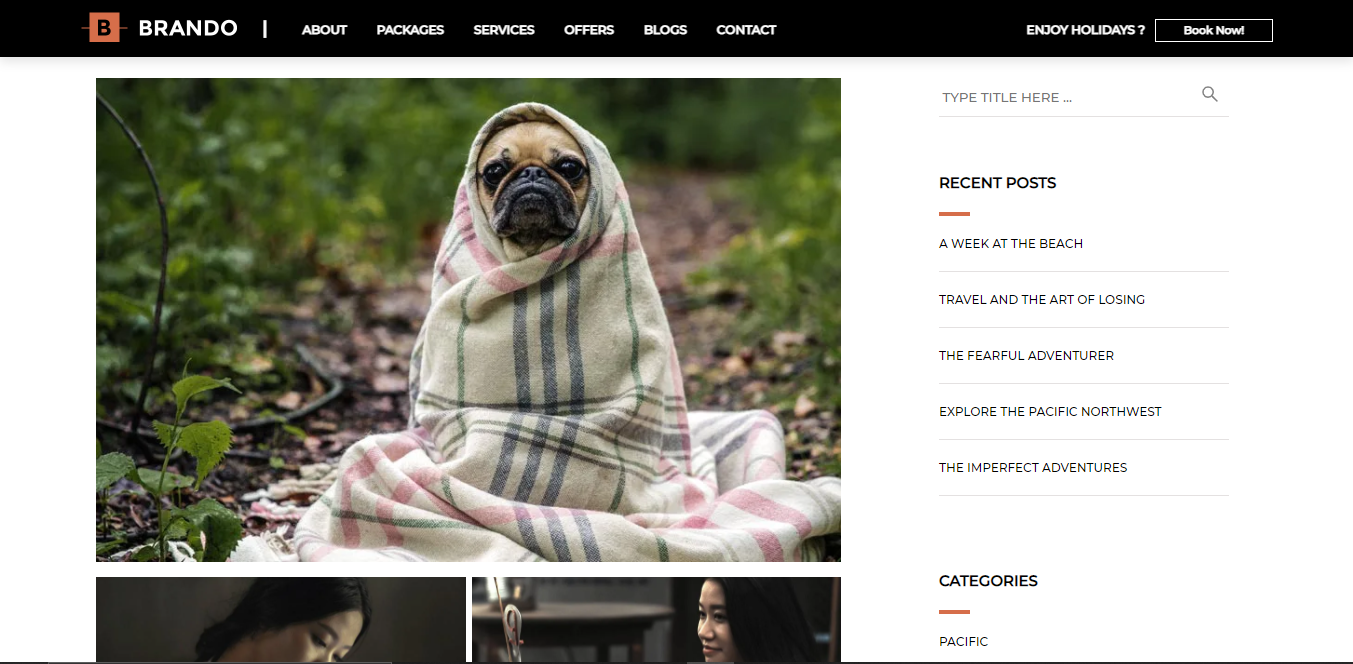 B BRANDO | ABOUT PACKAGES SERVICES OFFERS BLOGS CONTACT ENJOY HOLIDAYS ? Book Now!
TYPE TITLE HERE ...
RECENT POSTS
A WEEK AT THE BEACH
TRAVEL AND THE ART OF LOSING
THE FEARFUL ADVENTURER
EXPLORE THE PACIFIC NORTHWEST
THE IMPERFECT ADVENTURES
CATEGORIES
PACIFIC